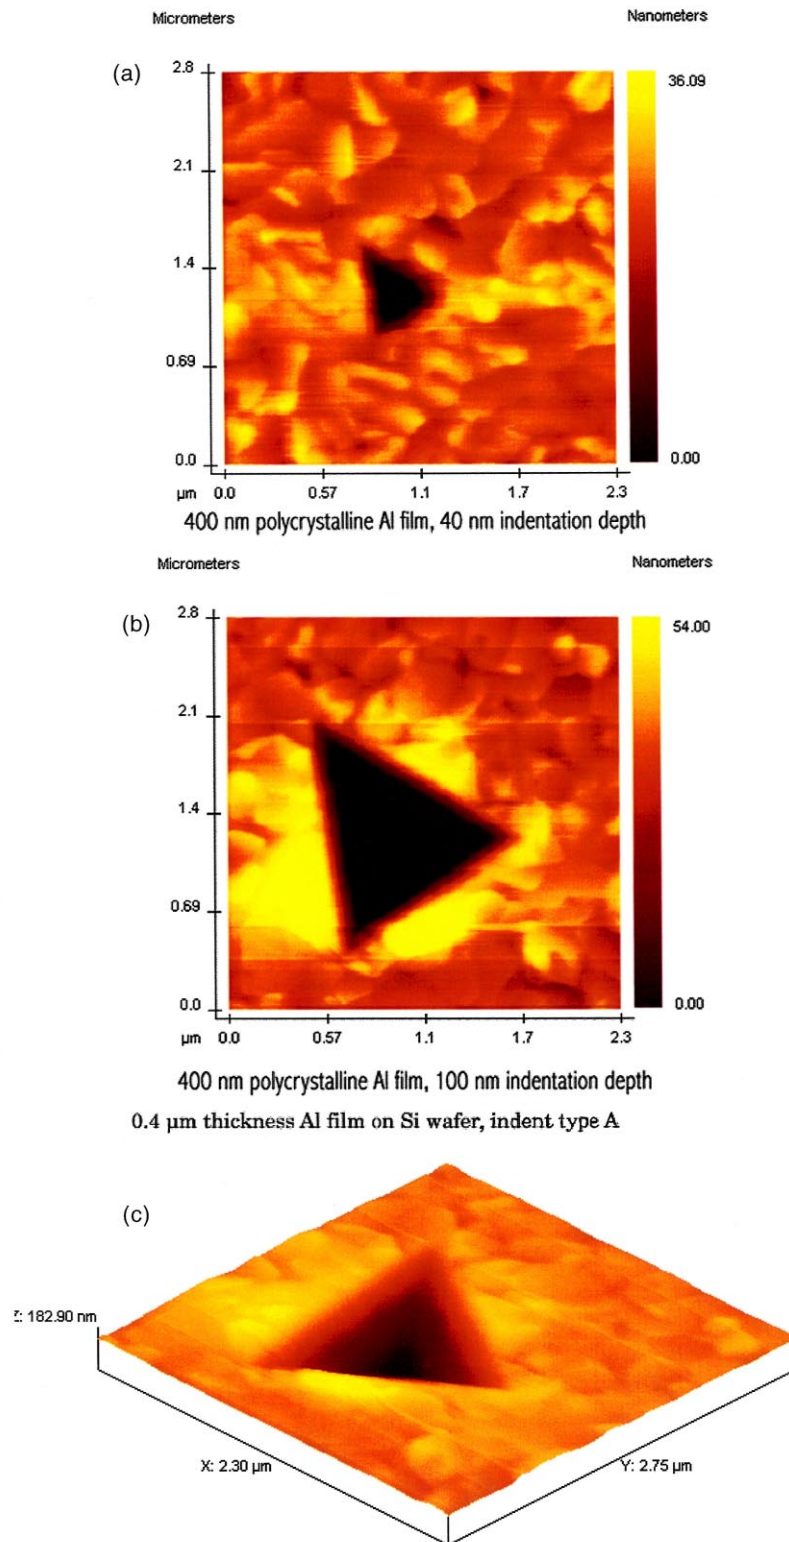 Micrometers Nanometers
(a)
2.8 36.09
2.1
1.4
0.69
0.0 0.00
µm 0.0 0.57 1.1 1.7 2.3
400 nm polycrystalline Al film, 40 nm indentation depth
Micrometers Nanometers
(b)
2.8 54.00
2.1
1.4
0.69
0.0 0.00
µm 0.0 0.57 1.1 1.7 2.3
400 nm polycrystalline Al film, 100 nm indentation depth
0.4 µm thickness Al film on Si wafer, indent type A
(c)
Z: 182.90 nm
X: 2.30 µm Y: 2.75 µm